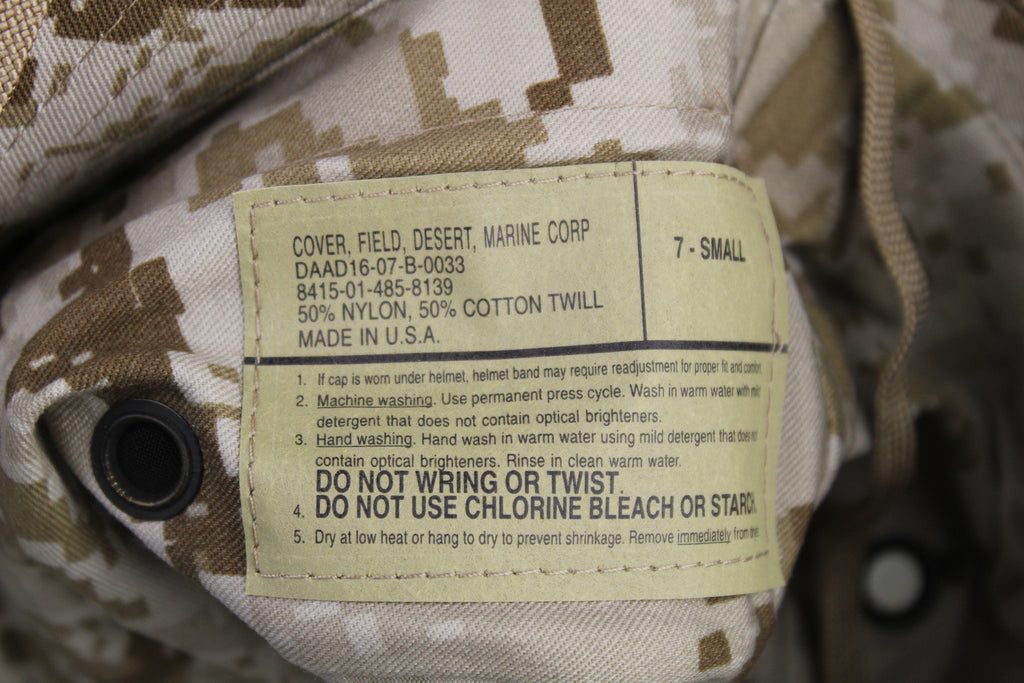 COVER, FIELD, DESERT, MARINE CORP
7 - SMALL
DAAD16-07-B-0033
8415-01-485-8139
50% NYLON, 50% COTTON TWILL
MADE IN U.S.A.
1. If cap is worn under helmet, helmet band may require readjustment for proper fit and comfort.
2. Machine washing. Use permanent press cycle. Wash in warm water with mild
detergent that does not contain optical brighteners.
3. Hand washing. Hand wash in warm water using mild detergent that does not
contain optical brighteners. Rinse in clean warm water.
DO NOT WRING OR TWIST.
4. DO NOT USE CHLORINE BLEACH OR STARCH.
5. Dry at low heat or hang to dry to prevent shrinkage. Remove immediately from dryer.